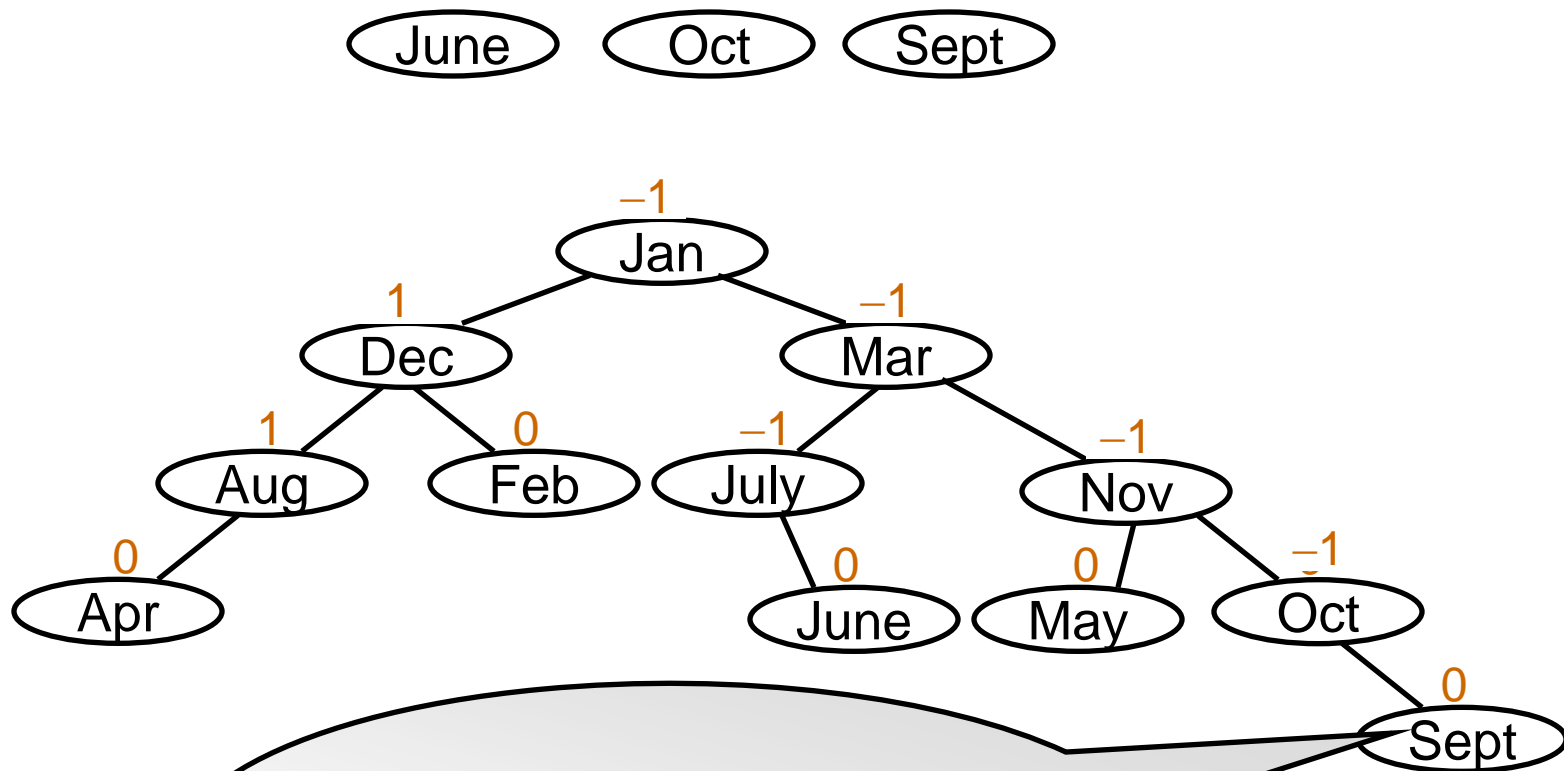 June Oct Sept
−1
Jan
1 −1
Dec Mar
1 0 −1 −1
Aug Feb July Nov
0 0 0 −1
Apr June May Oct
0
Sept